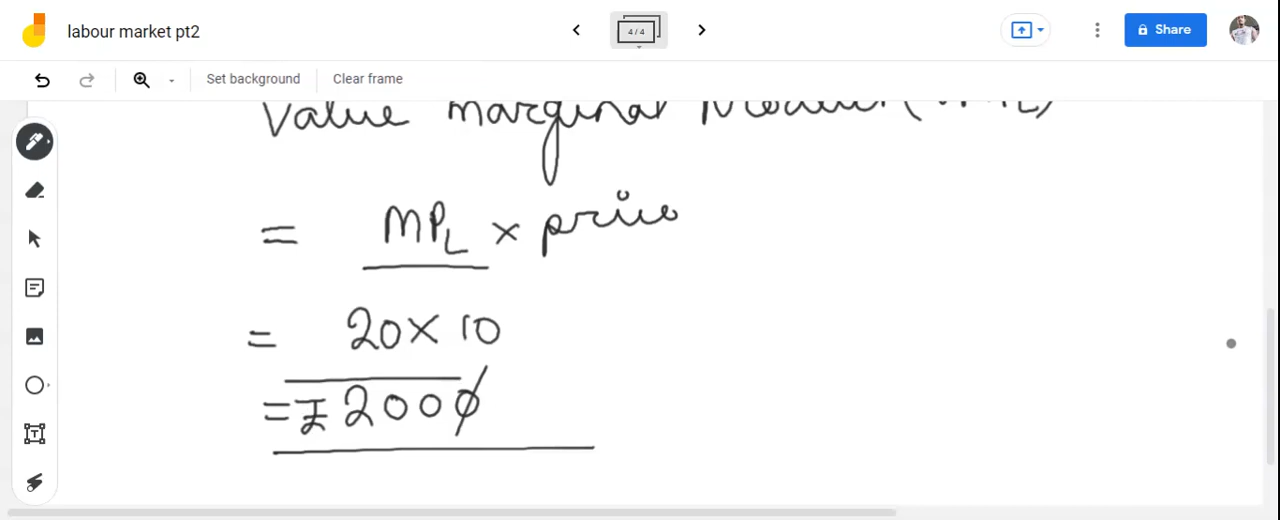 labour market pt2
4 / 4
Share
Set background
Clear frame
Value marginal Product (VMPL)
= MPL × price
= 20 × 10
= ₹ 200